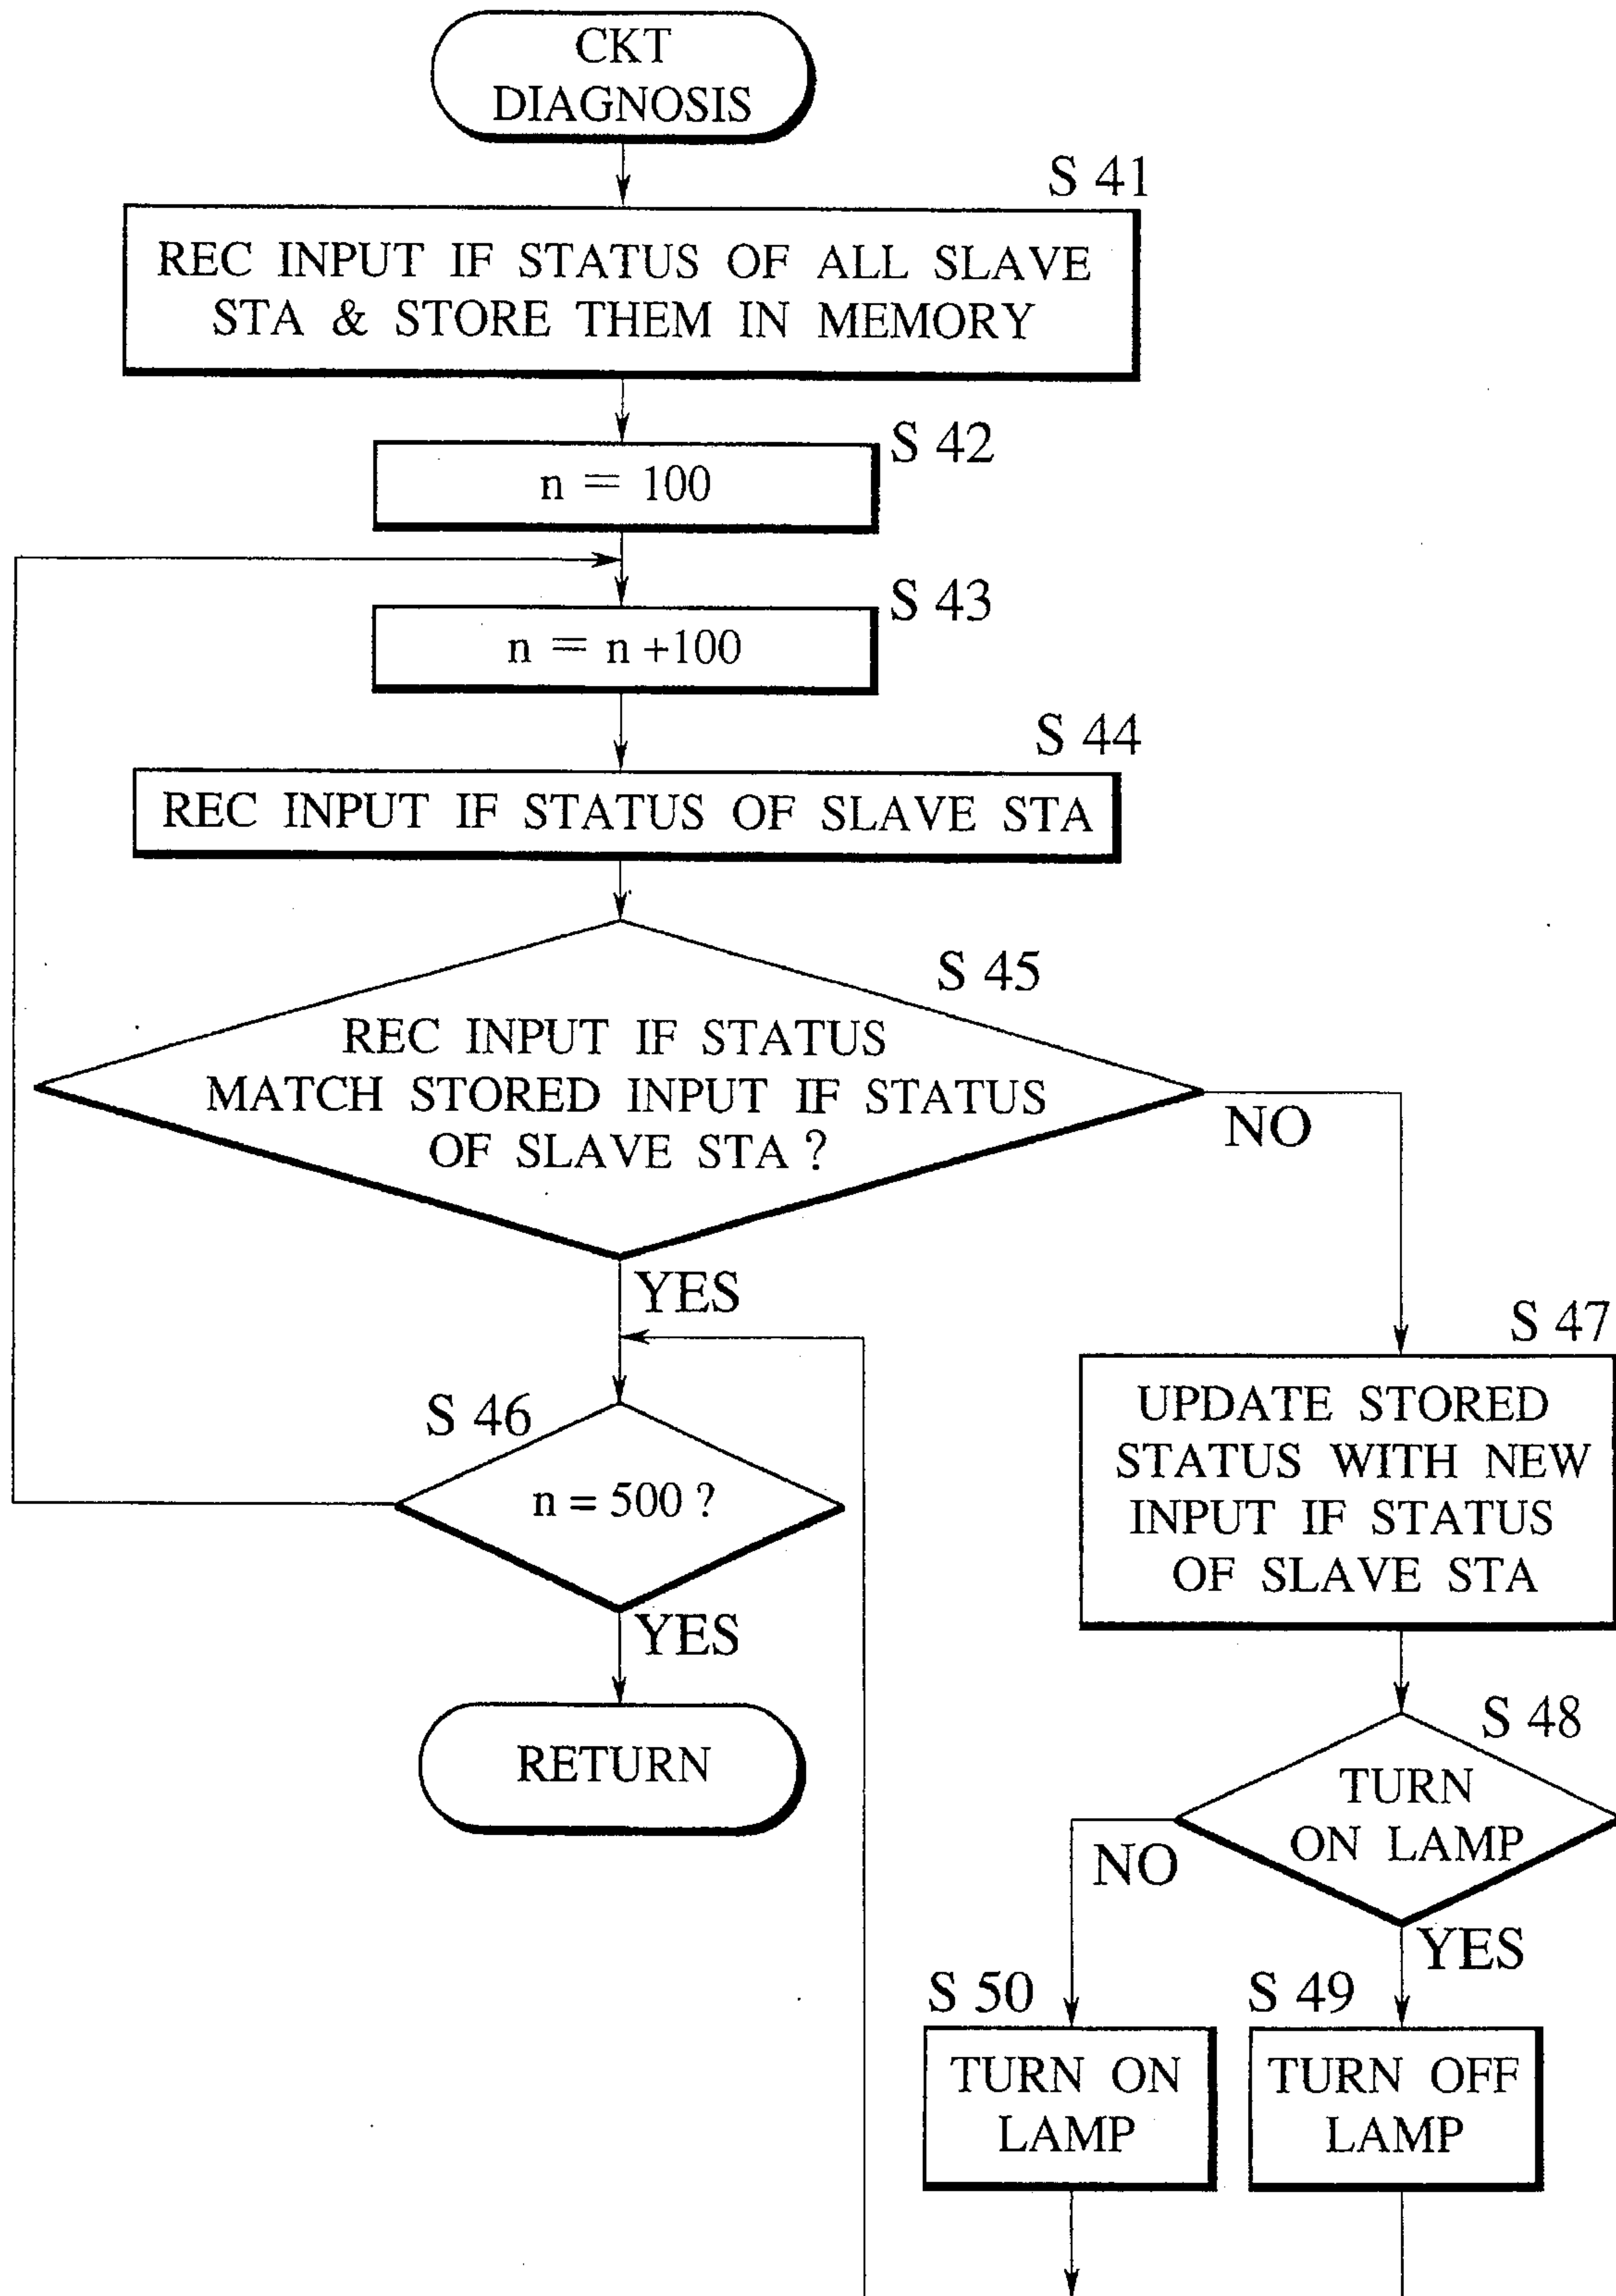 CKT
DIAGNOSIS
S 41
REC INPUT IF STATUS OF ALL SLAVE
STA & STORE THEM IN MEMORY
S 42
n = 100
S 43
n = n +100
S 44
REC INPUT IF STATUS OF SLAVE STA
S 45
REC INPUT IF STATUS
MATCH STORED INPUT IF STATUS
OF SLAVE STA ?
NO
YES
S 46
n = 500 ?
YES
RETURN
S 47
UPDATE STORED
STATUS WITH NEW
INPUT IF STATUS
OF SLAVE STA
S 48
TURN
ON LAMP
NO
YES
S 50
TURN ON
LAMP
S 49
TURN OFF
LAMP